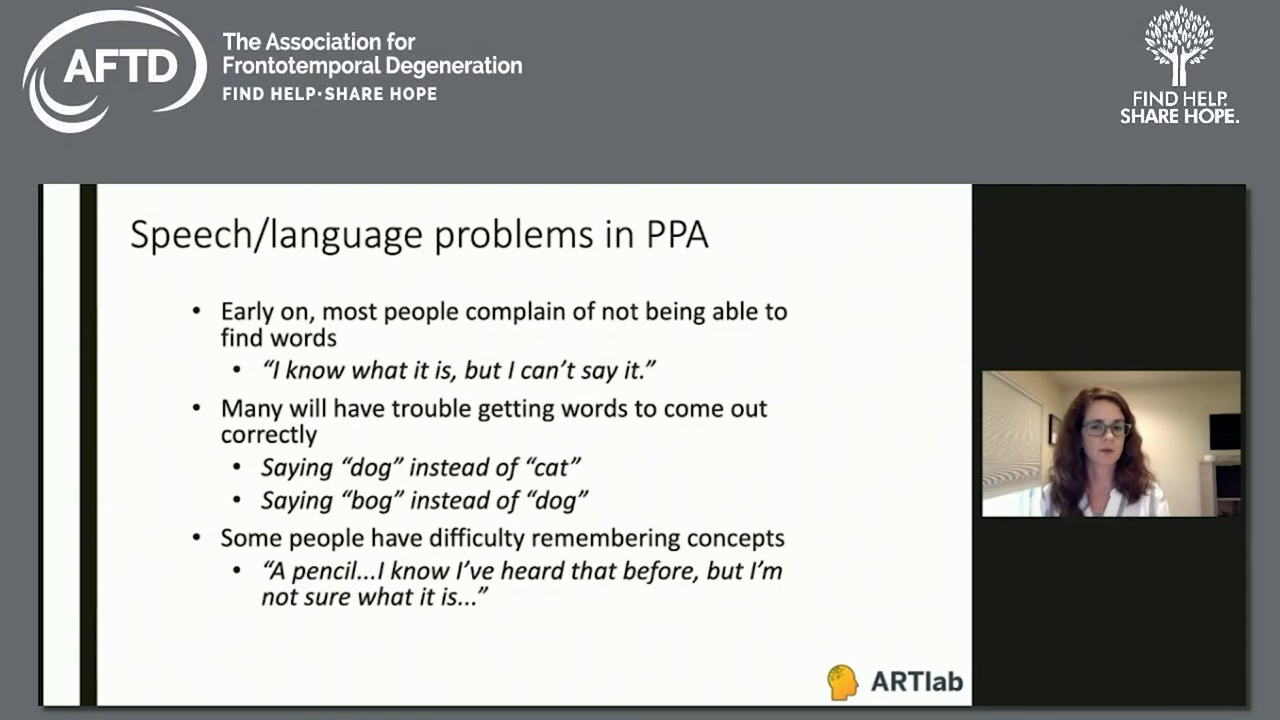 AFTD
The Association for
Frontotemporal Degeneration
FIND HELP•SHARE HOPE
FIND HELP.
SHARE HOPE.
Speech/language problems in PPA
• Early on, most people complain of not being able to
find words
• “I know what it is, but I can’t say it.”
• Many will have trouble getting words to come out
correctly
• Saying “dog” instead of “cat”
• Saying “bog” instead of “dog”
• Some people have difficulty remembering concepts
• “A pencil...I know I’ve heard that before, but I’m
not sure what it is...”
ARTlab